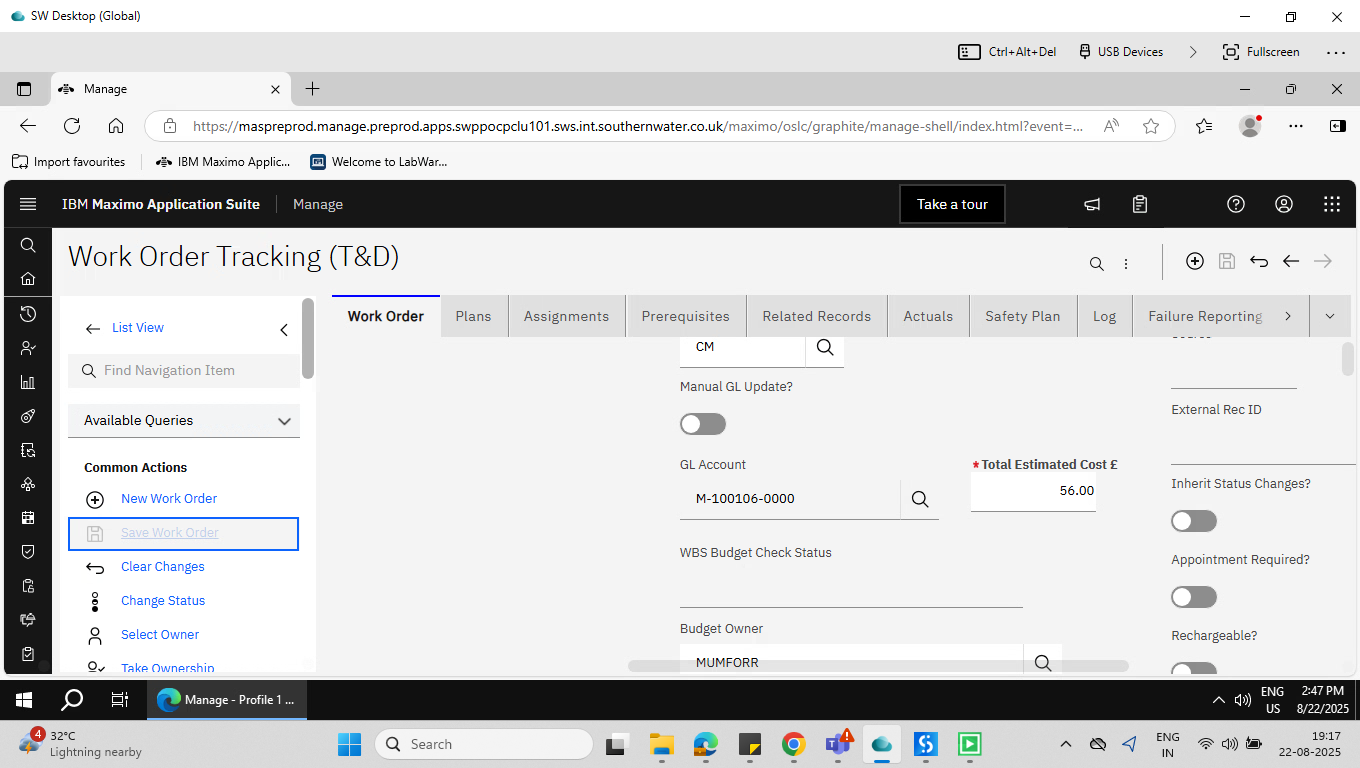 SW Desktop (Global)
Ctrl+Alt+Del
USB Devices
Fullscreen
Manage
https://maspreprod.manage.preprod.apps.swppocpclu101.sws.int.southernwater.co.uk/maximo/oslc/graphite/manage-shell/index.html?event=...
Import favourites
IBM Maximo Applic...
Welcome to LabWar...
IBM Maximo Application Suite
Manage
Take a tour
Work Order Tracking (T&D)
List View
Find Navigation Item
Available Queries
Common Actions
New Work Order
Save Work Order
Clear Changes
Change Status
Select Owner
Take Ownership
Work Order
Plans
Assignments
Prerequisites
Related Records
Actuals
Safety Plan
Log
Failure Reporting
CM
Manual GL Update?
GL Account
M-100106-0000
* Total Estimated Cost £
56.00
WBS Budget Check Status
Budget Owner
MUMFORR
External Rec ID
Inherit Status Changes?
Appointment Required?
Rechargeable?
Manage - Profile 1 ...
ENG
US
2:47 PM
8/22/2025
4
32°C
Lightning nearby
Search
ENG
IN
19:17
22-08-2025